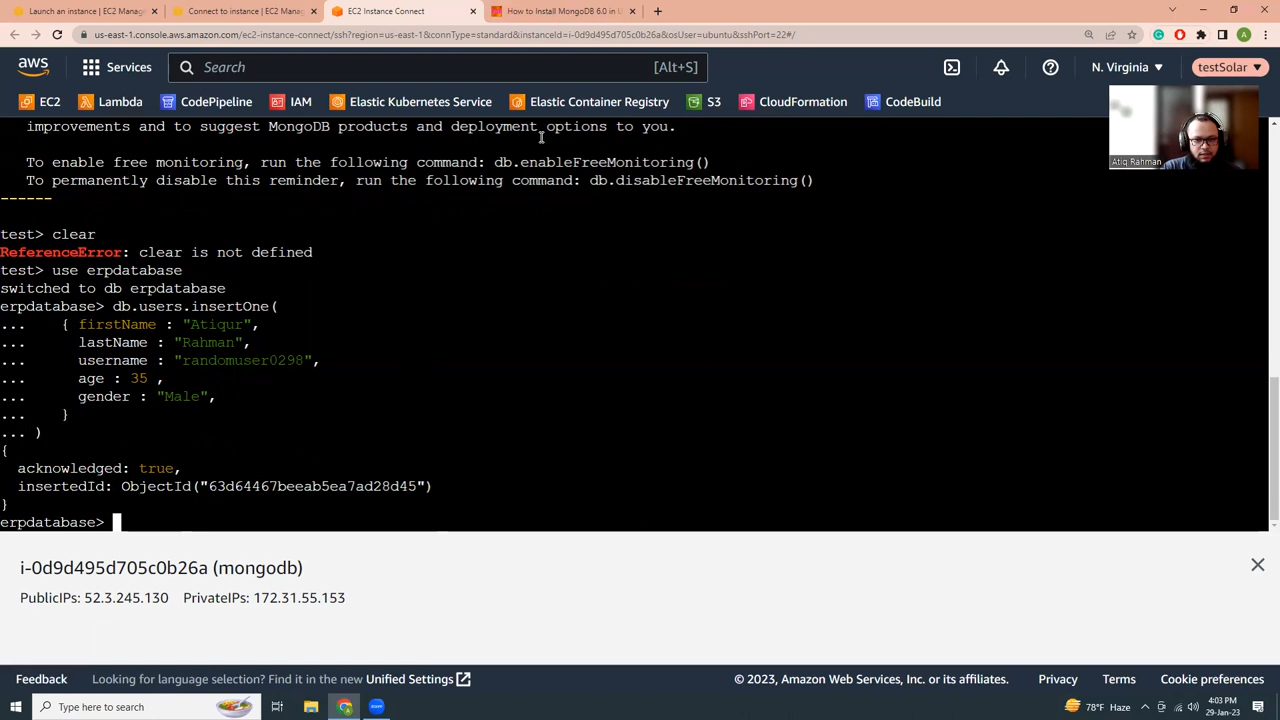 Launch an instance | EC2 Manage
Connect to instance | EC2 Manag
EC2 Instance Connect
How to Install MongoDB 6.0 in U
us-east-1.console.aws.amazon.com/ec2-instance-connect/ssh?region=us-east-1&connType=standard&instanceId=i-0d9d495d705c0b26a&osUser=ubuntu&sshPort=22#/
A
aws
Services
Search
[Alt+S]
N. Virginia
testSolar
EC2
Lambda
CodePipeline
IAM
Elastic Kubernetes Service
Elastic Container Registry
S3
CloudFormation
CodeBuild
improvements and to suggest MongoDB products and deployment options to you.
To enable free monitoring, run the following command: db.enableFreeMonitoring()
To permanently disable this reminder, run the following command: db.disableFreeMonitoring()
------
Atiq Rahman
test> clear
ReferenceError: clear is not defined
test> use erpdatabase
switched to db erpdatabase
erpdatabase> db.users.insertOne(
... { firstName : "Atiqur",
... lastName : "Rahman",
... username : "randomuser0298",
... age : 35 ,
... gender : "Male",
... }
... )
{
acknowledged: true,
insertedId: ObjectId("63d64467beeab5ea7ad28d45")
}
erpdatabase>
i-0d9d495d705c0b26a (mongodb)
PublicIPs: 52.3.245.130 PrivateIPs: 172.31.55.153
Feedback
Looking for language selection? Find it in the new Unified Settings
© 2023, Amazon Web Services, Inc. or its affiliates.
Privacy
Terms
Cookie preferences
Type here to search
78°F Haze
4:03 PM
29-Jan-23